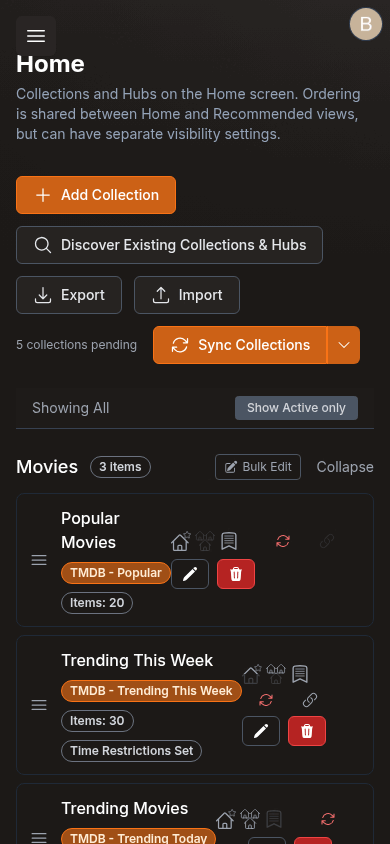 B
Home
Collections and Hubs on the Home screen. Ordering
is shared between Home and Recommended views,
but can have separate visibility settings.
Add Collection
Discover Existing Collections & Hubs
Export
Import
5 collections pending
Sync Collections
Showing All
Show Active only
Movies
3 items
Bulk Edit
Collapse
Popular
Movies
TMDB - Popular
Items: 20
Trending This Week
TMDB - Trending This Week
Items: 30
Time Restrictions Set
Trending Movies
TMDB - Trending Today